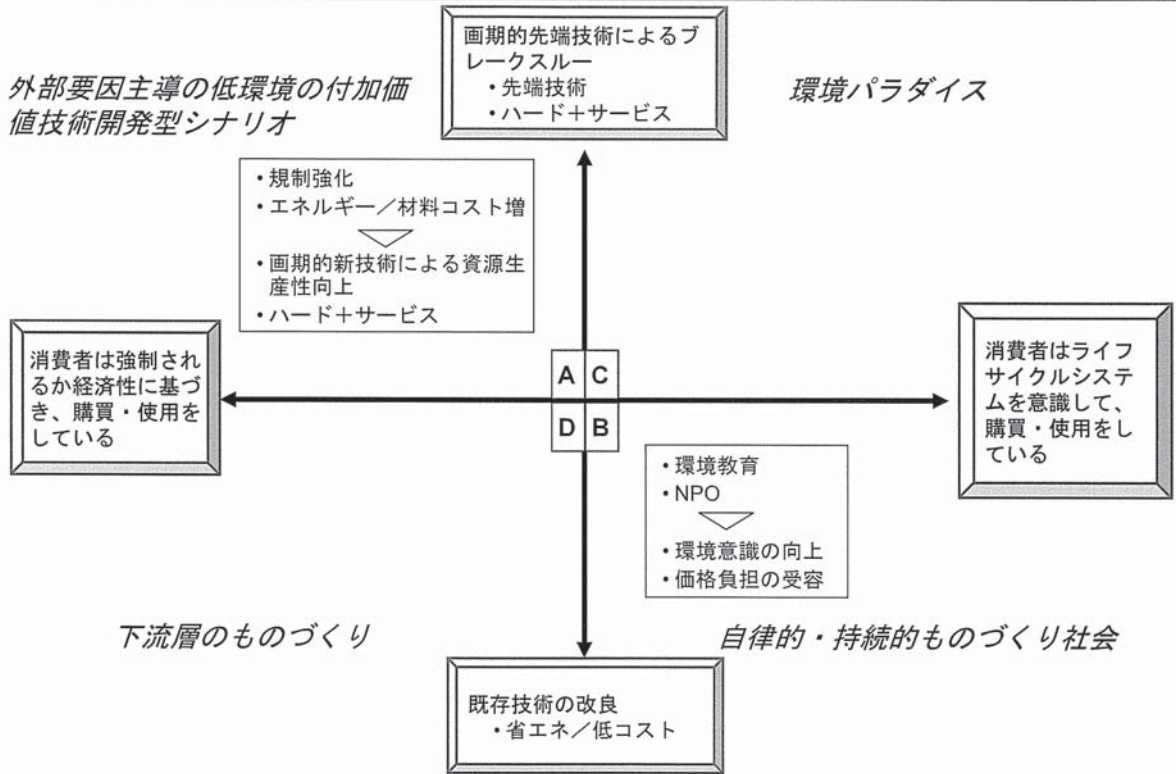 画期的先端技術によるブ
レークスルー
・先端技術
・ハード＋サービス
外部要因主導の低環境の付加価
値技術開発型シナリオ
環境パラダイス
・規制強化
・エネルギー／材料コスト増
・画期的新技術による資源生
産性向上
・ハード＋サービス
消費者は強制され
るか経済性に基づ
き、購買・使用を
している
A C
D B
消費者はライフ
サイクルシステ
ムを意識して、
購買・使用をし
ている
・環境教育
・NPO
・環境意識の向上
・価格負担の受容
下流層のものづくり
自律的・持続的ものづくり社会
既存技術の改良
・省エネ／低コスト